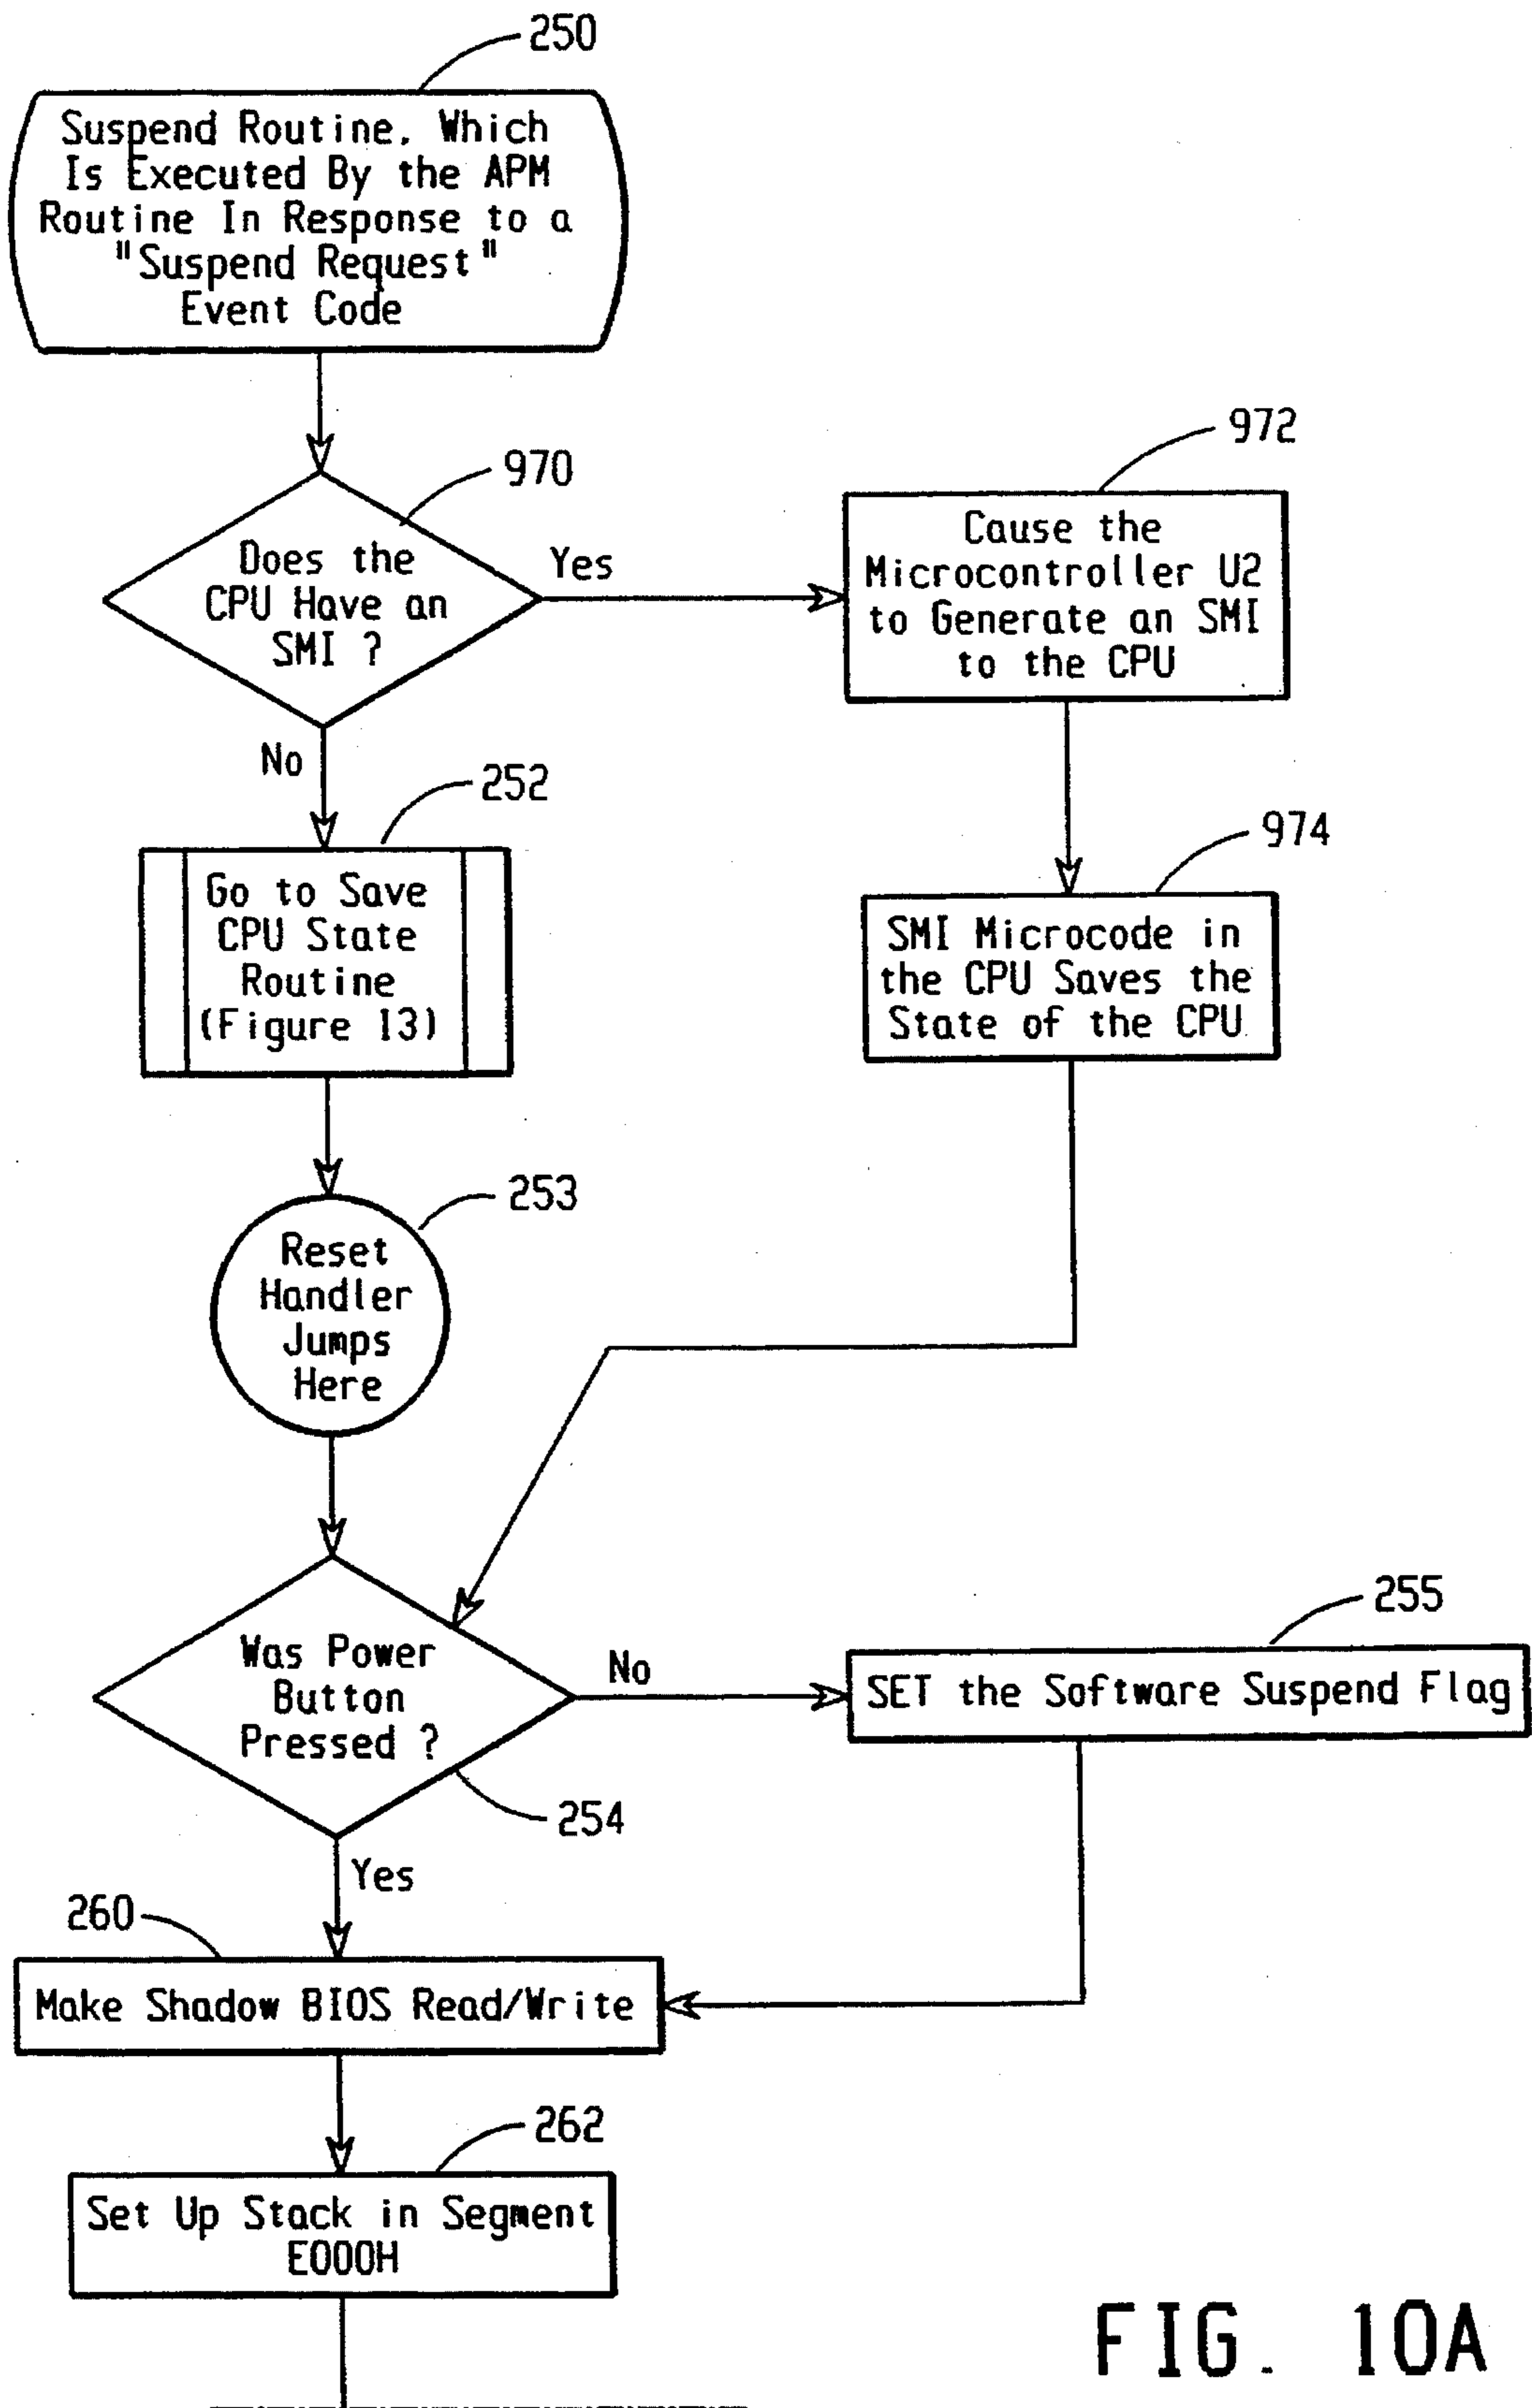 250
Suspend Routine, Which
Is Executed By the APM
Routine In Response to a
"Suspend Request"
Event Code
970
Does the
CPU Have an
SMI ?
Yes
No
972
Cause the
Microcontroller U2
to Generate an SMI
to the CPU
252
Go to Save
CPU State
Routine
(Figure 13)
974
SMI Microcode in
the CPU Saves the
State of the CPU
253
Reset
Handler
Jumps
Here
Was Power
Button
Pressed ?
254
No
Yes
255
SET the Software Suspend Flag
260
Make Shadow BIOS Read/Write
262
Set Up Stack in Segment
E000H
FIG. 10A